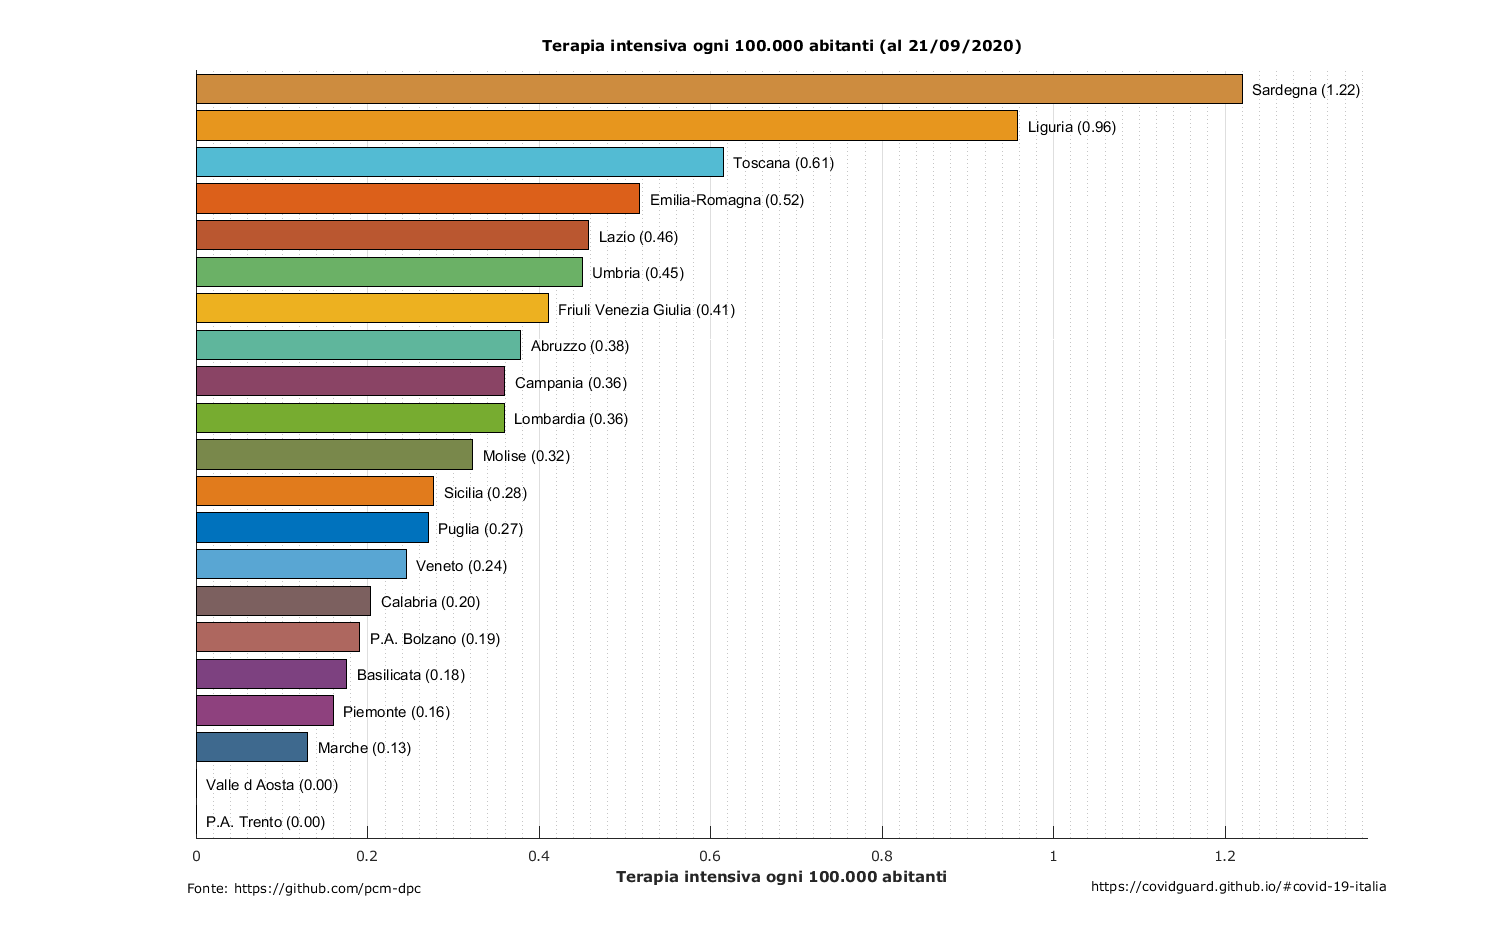 Terapia intensiva ogni 100.000 abitanti (al 21/09/2020)
Sardegna (1.22)
Liguria (0.96)
Toscana (0.61)
Emilia-Romagna (0.52)
Lazio (0.46)
Umbria (0.45)
Friuli Venezia Giulia (0.41)
Abruzzo (0.38)
Campania (0.36)
Lombardia (0.36)
Molise (0.32)
Sicilia (0.28)
Puglia (0.27)
Veneto (0.24)
Calabria (0.20)
P.A. Bolzano (0.19)
Basilicata (0.18)
Piemonte (0.16)
Marche (0.13)
Valle d Aosta (0.00)
P.A. Trento (0.00)
0 0.2 0.4 0.6 0.8 1 1.2
Terapia intensiva ogni 100.000 abitanti
Fonte: https://github.com/pcm-dpc
https://covidguard.github.io/#covid-19-italia